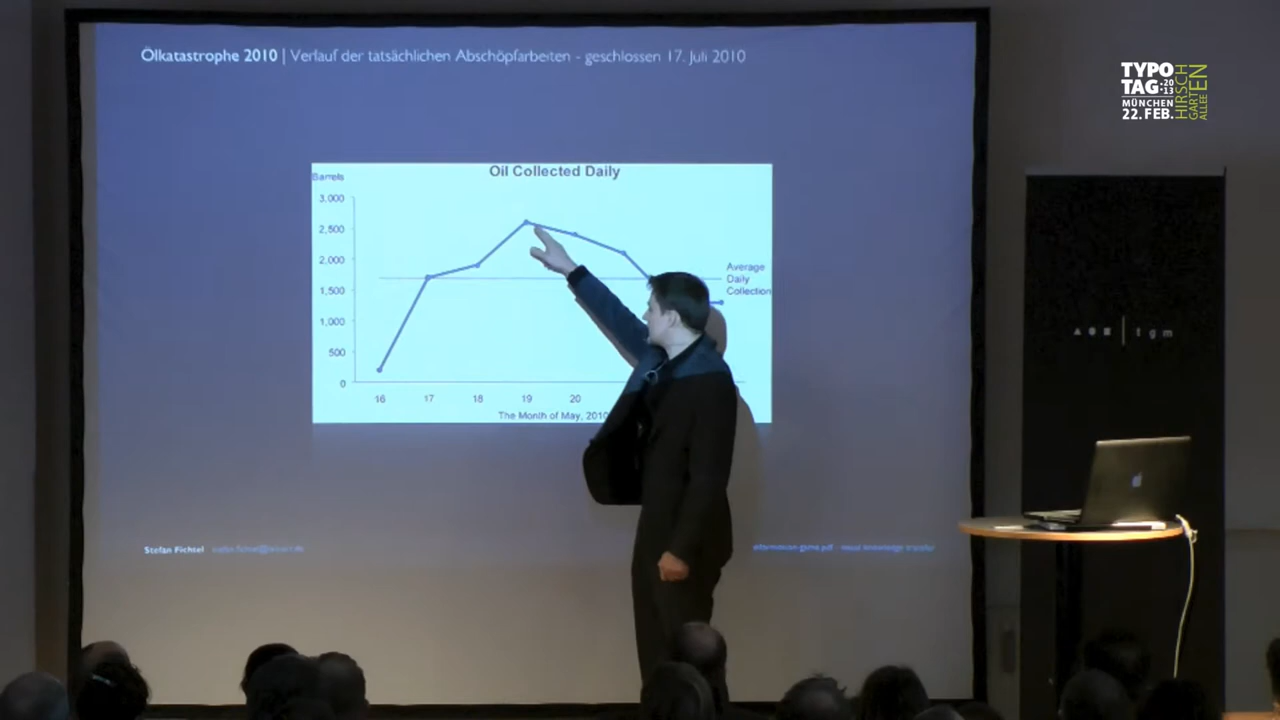 Ölkatastrophe 2010 | Verlauf der tatsächlichen Abschöpfarbeiten - geschlossen 17. Juli 2010
TYPO
TAG 2013
MÜNCHEN
22. FEB.
HIRSCH
GARTEN
ALLEE
Oil Collected Daily
Barrels
3,000
2,500
2,000
1,500
1,000
500
0
Average
Daily
Collection
16 17 18 19 20
The Month of May, 2010
tgm
Stefan Fichtel